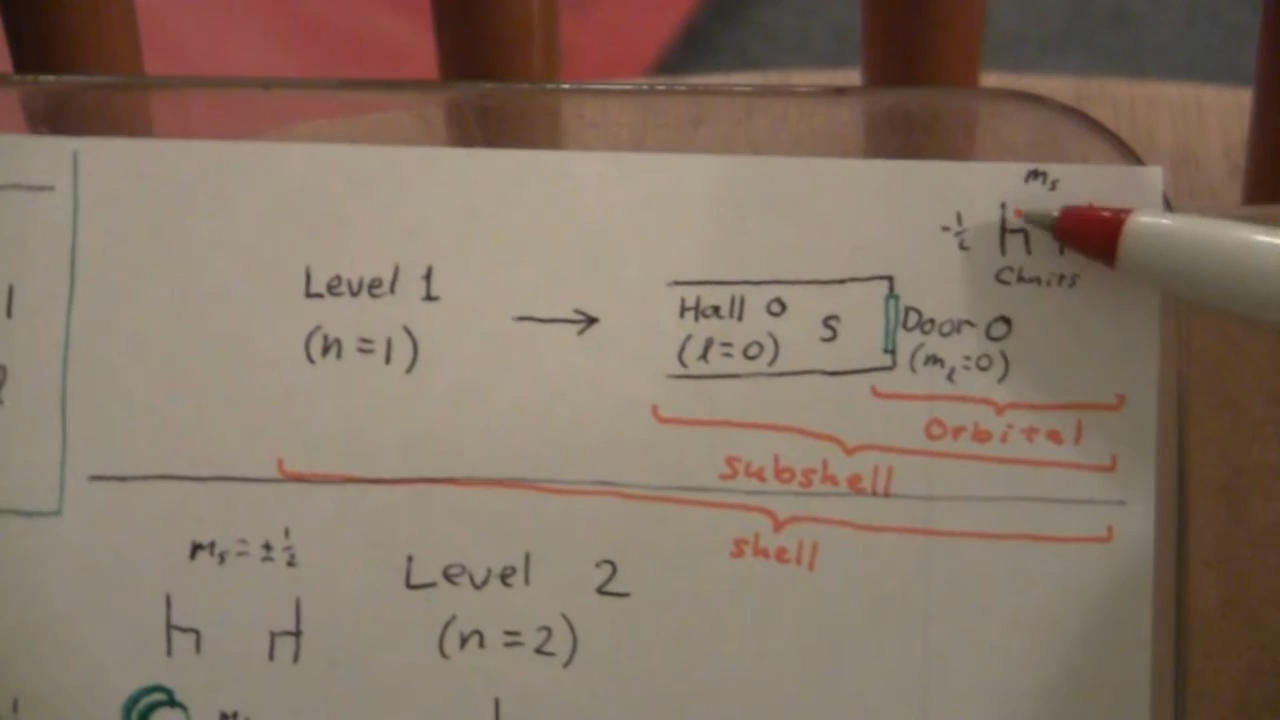 mₛ
-½
Chairs
Level 1
(n=1)
Hall 0
(l=0)
S
Door 0
(mₗ=0)
Orbital
subshell
shell
mₛ=±½
Level 2
(n=2)